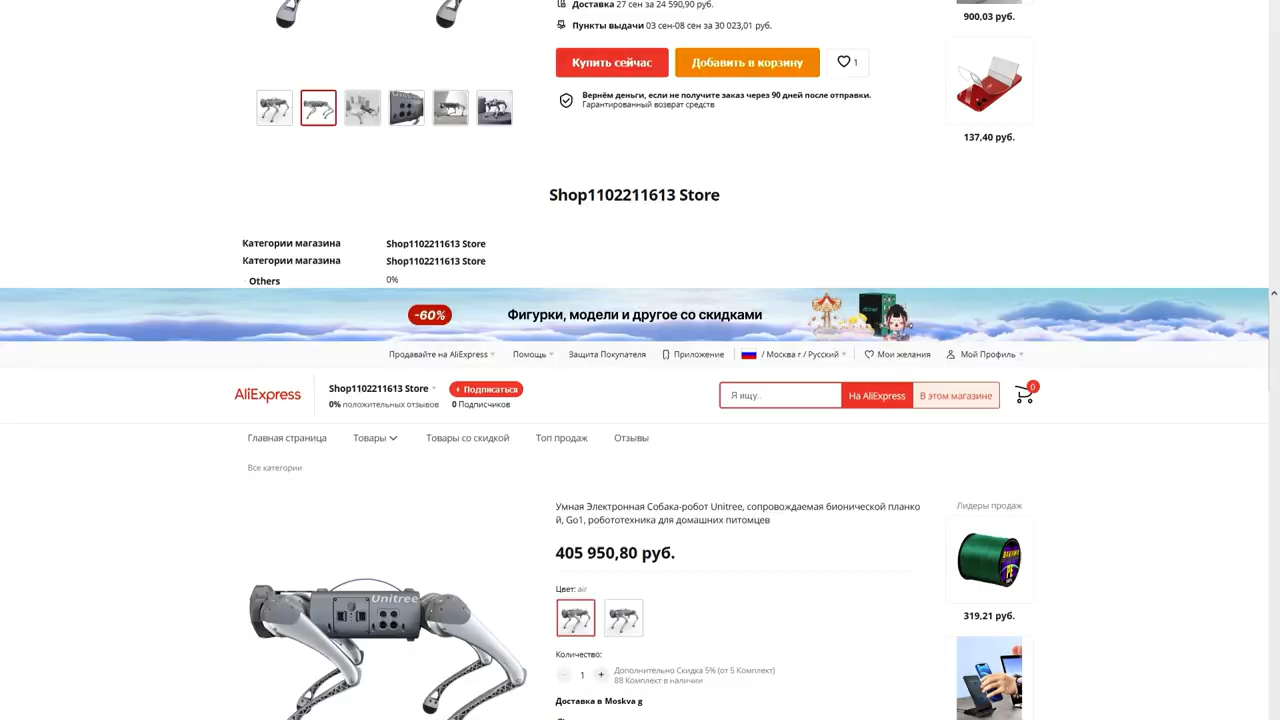 Доставка 27 сен за 24 590,90 руб.
900,03 руб.
Пункты выдачи 03 сен-08 сен за 30 023,01 руб.
Купить сейчас
Добавить в корзину
1
Вернём деньги, если не получите заказ через 90 дней после отправки.
Гарантированный возврат средств
137,40 руб.
Shop1102211613 Store
Категории магазина
Shop1102211613 Store
Категории магазина
Shop1102211613 Store
Others
0%
-60%
Фигурки, модели и другое со скидками
Продавайте на AliExpress
Помощь
Защита Покупателя
Приложение
/ Москва г / Русский
Мои желания
Мой Профиль
AliExpress
Shop1102211613 Store
+ Подписаться
0% положительных отзывов
0 Подписчиков
Я ищу..
На AliExpress
В этом магазине
0
Главная страница
Товары
Товары со скидкой
Топ продаж
Отзывы
Все категории
Умная Электронная Собака-робот Unitree, сопровождаемая бионической планко
й, Go1, робототехника для домашних питомцев
Лидеры продаж
405 950,80 руб.
Unitree
Цвет: air
319,21 руб.
Количество:
− 1 +
Дополнительно Скидка 5% (от 5 Комплект)
88 Комплект в наличии
Доставка в Moskva g